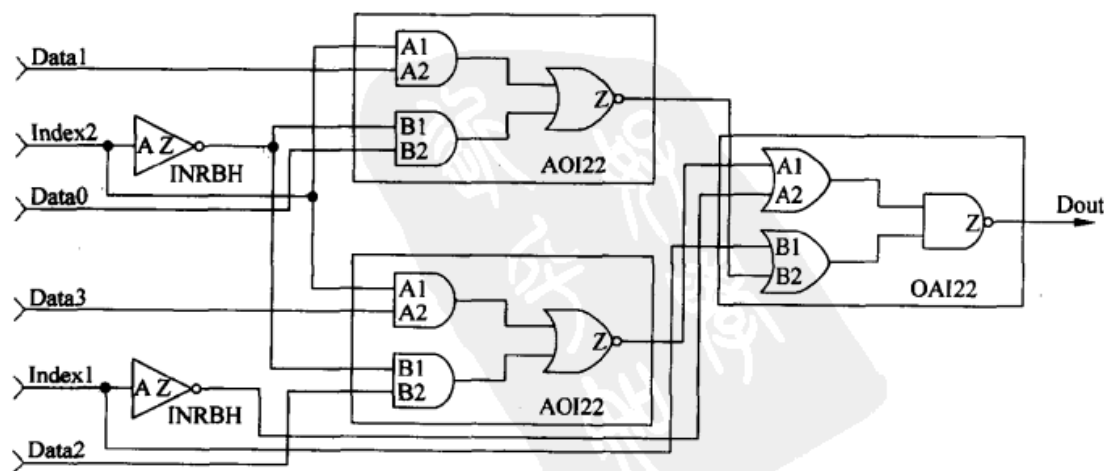 Data1
A1
A2
Z
Index2
A Z
INRBH
B1
B2
AOI22
Data0
A1
A2
Z
Dout
B1
B2
OAI22
Data3
A1
A2
Z
Index1
A Z
INRBH
B1
B2
AOI22
Data2